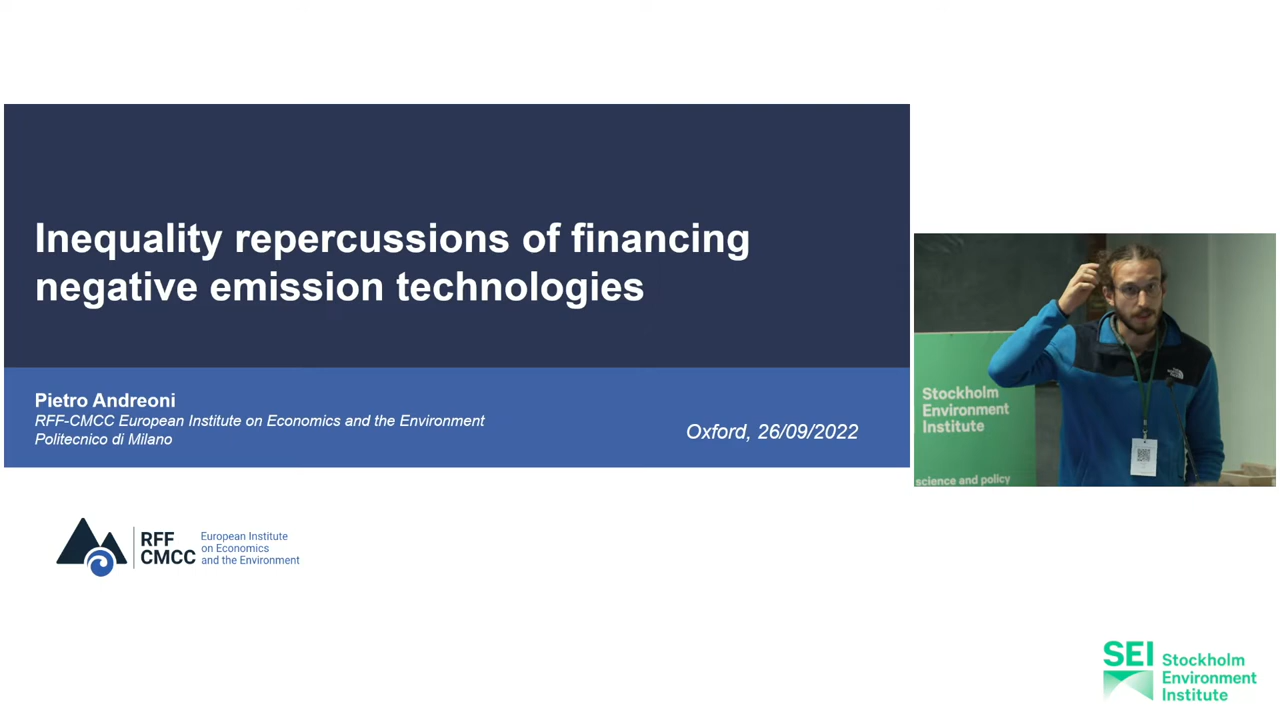 Inequality repercussions of financing
negative emission technologies
Pietro Andreoni
RFF-CMCC European Institute on Economics and the Environment
Politecnico di Milano
Oxford, 26/09/2022
Stockholm
Environment
Institute
science and policy
RFF
CMCC
European Institute
on Economics
and the Environment
SEI
Stockholm
Environment
Institute